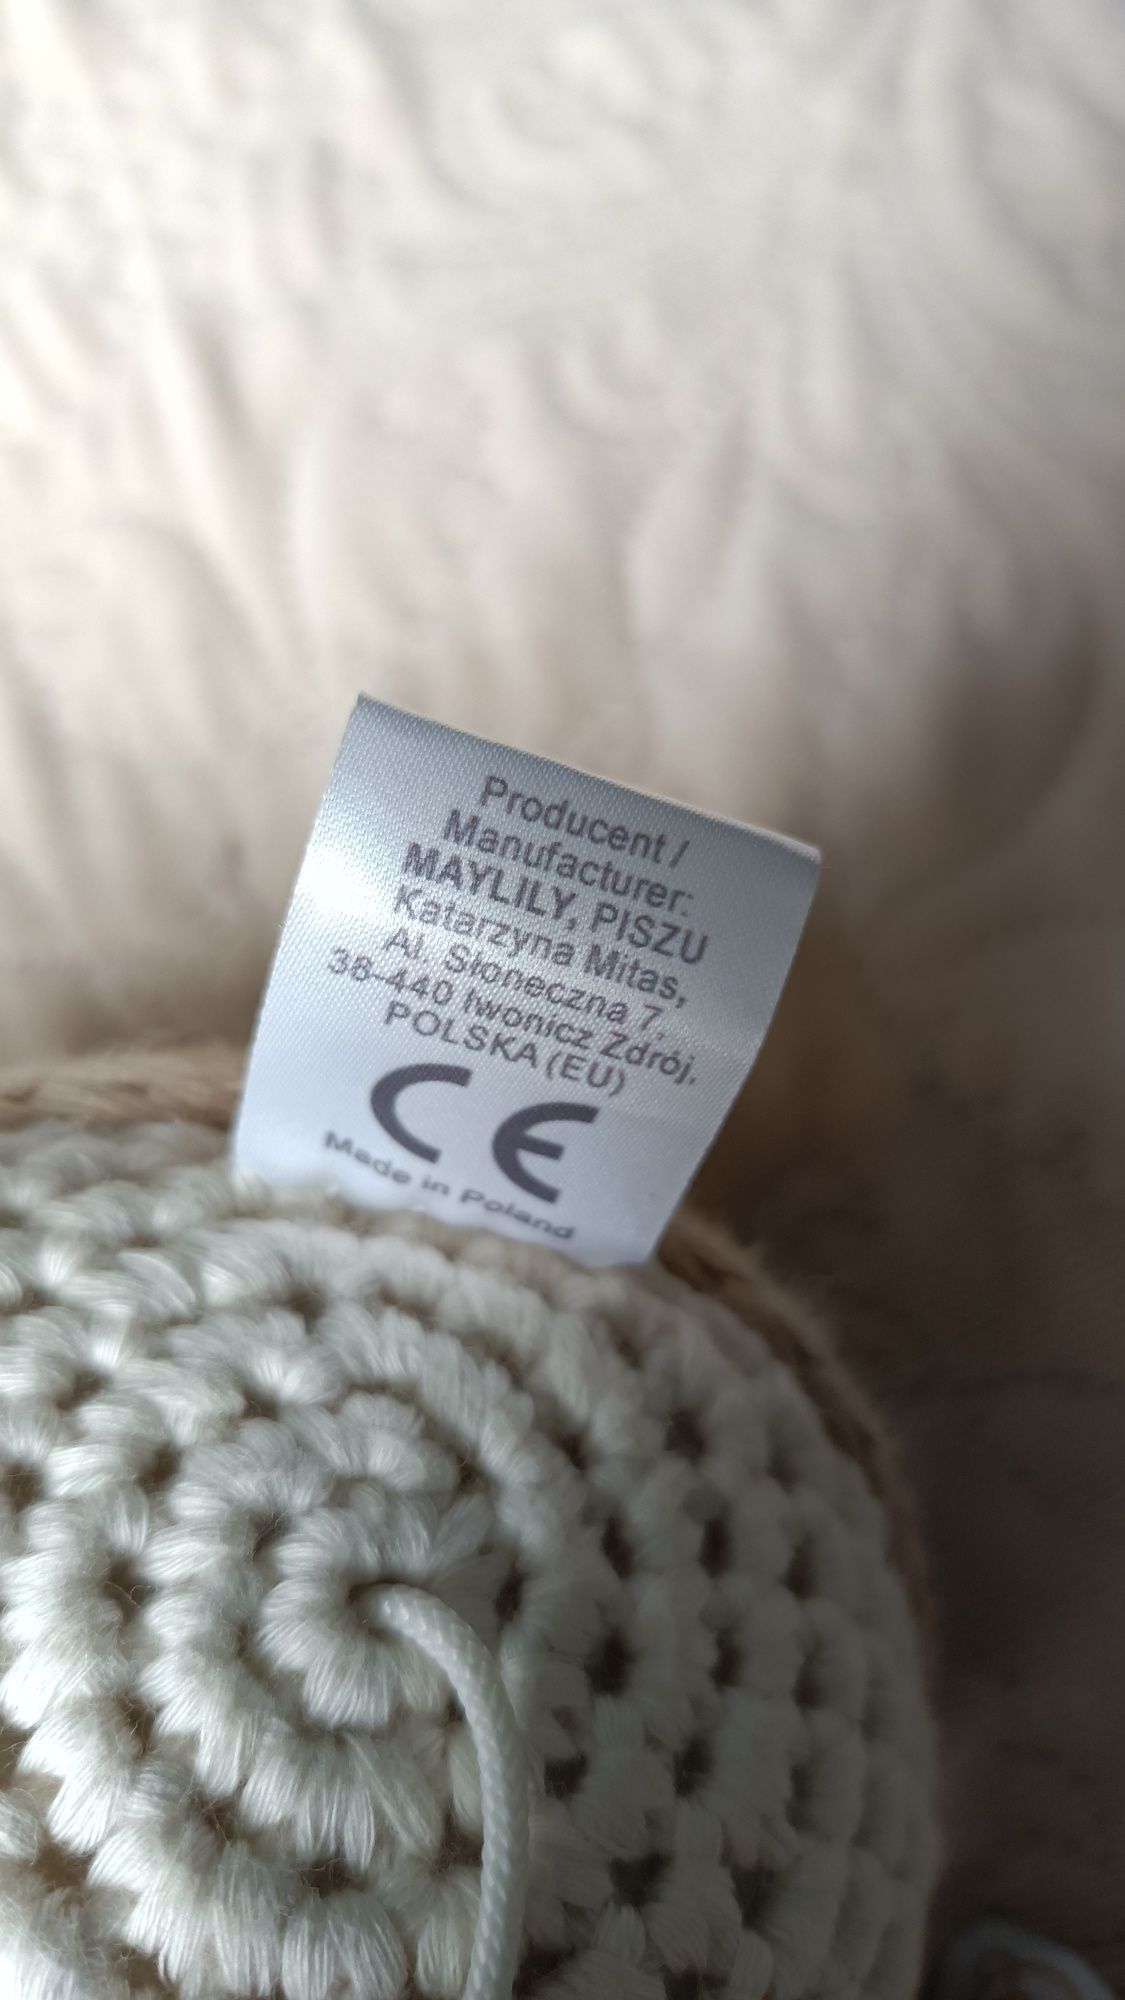 Producent /
Manufacturer:
MAYLILY, PISZU
Katarzyna Mitas,
Al. Słoneczna 7,
38-440 Iwonicz Zdrój,
POLSKA (EU)
CE
Made in Poland